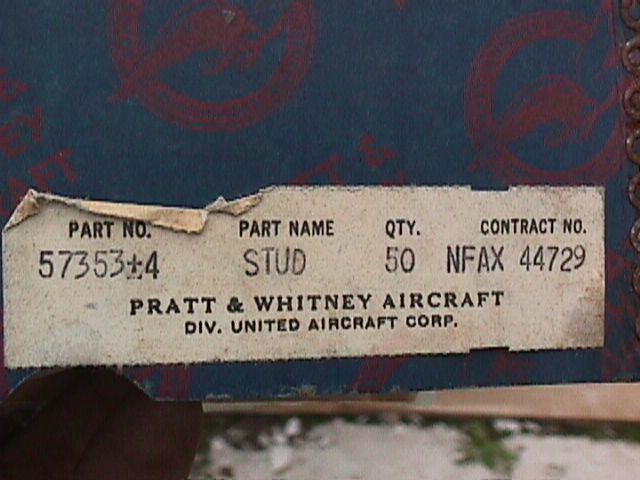 PART NO. PART NAME QTY. CONTRACT NO.
57353±4 STUD 50 NFAX 44729
PRATT & WHITNEY AIRCRAFT
DIV. UNITED AIRCRAFT CORP.